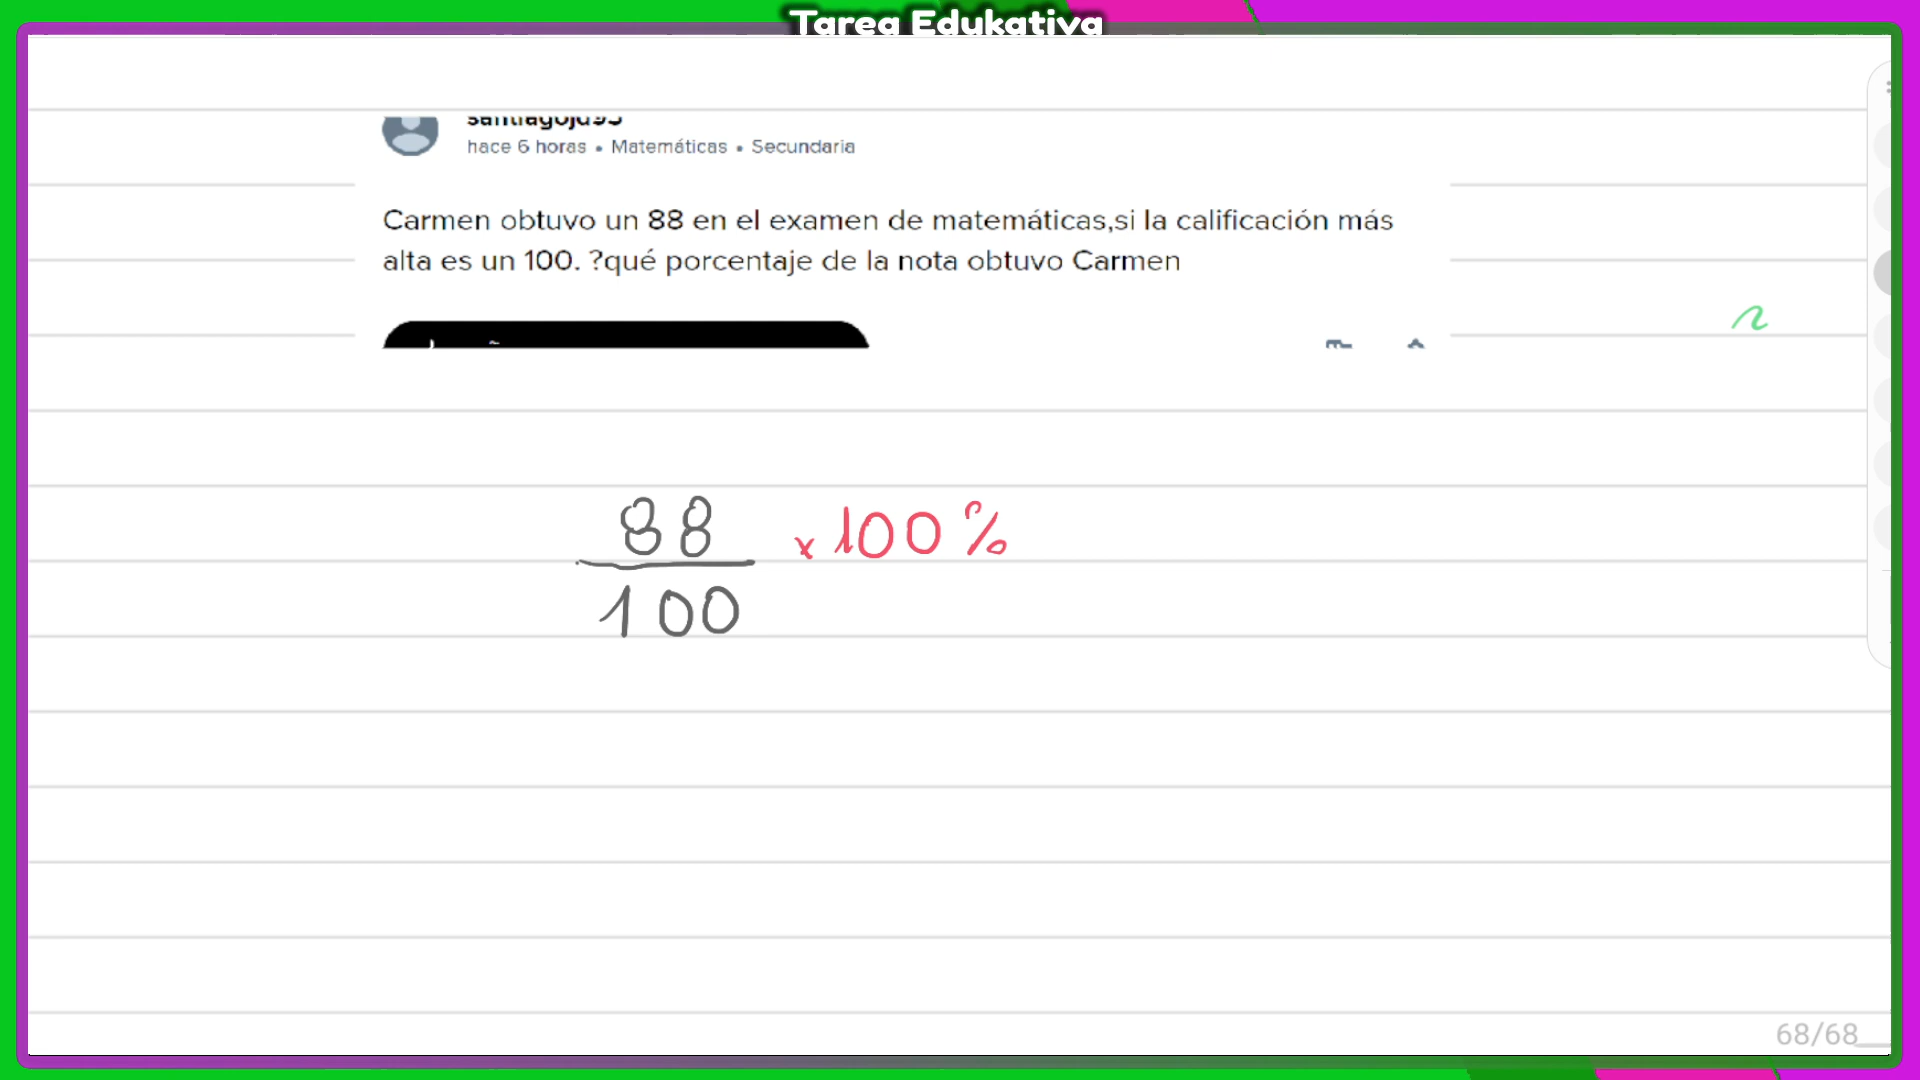 Tarea Edukativa
santiagojd95
hace 6 horas • Matemáticas • Secundaria
Carmen obtuvo un 88 en el examen de matemáticas,si la calificación más
alta es un 100. ?qué porcentaje de la nota obtuvo Carmen
88 x 100 %
100
68/68